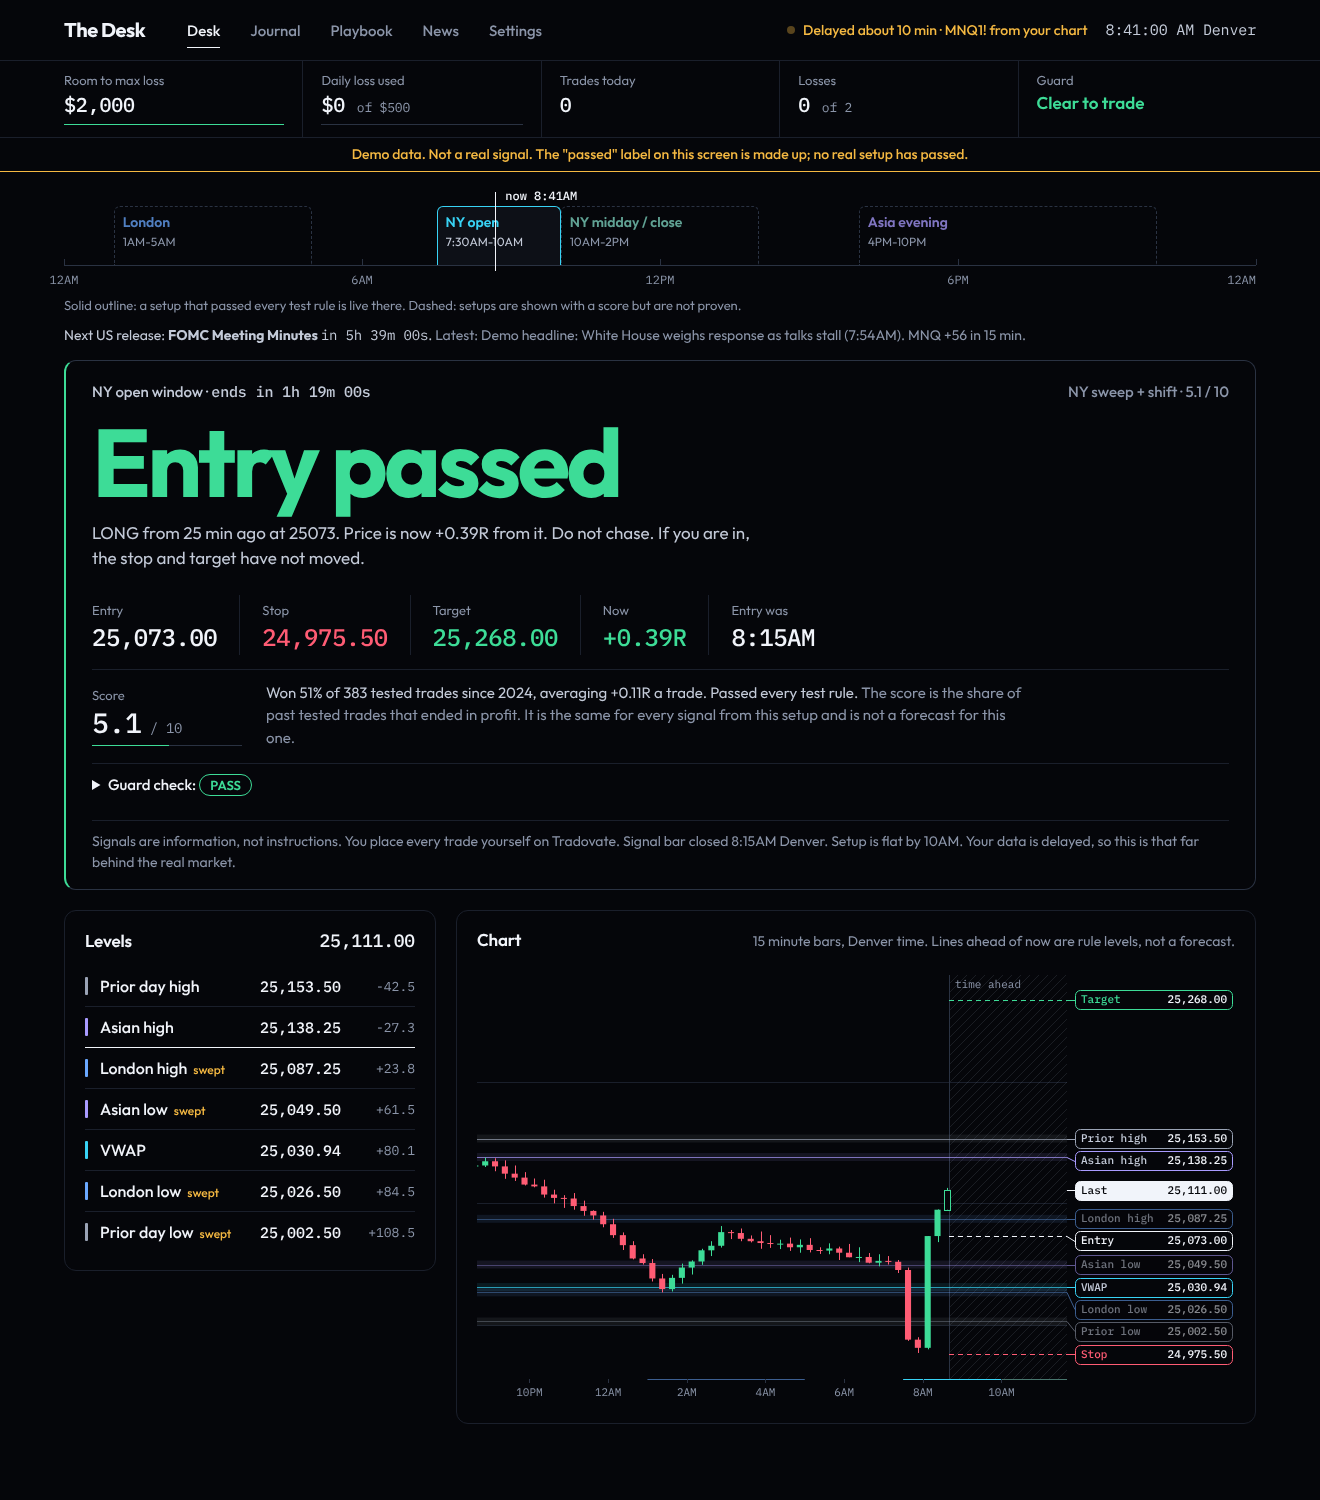 The Desk
Desk
Journal
Playbook
News
Settings
Delayed about 10 min · MNQ1! from your chart
8:41:00 AM Denver
Room to max loss
$2,000
Daily loss used
$0 of $500
Trades today
0
Losses
0 of 2
Guard
Clear to trade
Demo data. Not a real signal. The "passed" label on this screen is made up; no real setup has passed.
now 8:41AM
London
1AM-5AM
NY open
7:30AM-10AM
NY midday / close
10AM-2PM
Asia evening
4PM-10PM
12AM
6AM
12PM
6PM
12AM
Solid outline: a setup that passed every test rule is live there. Dashed: setups are shown with a score but are not proven.
Next US release: FOMC Meeting Minutes in 5h 39m 00s. Latest: Demo headline: White House weighs response as talks stall (7:54AM). MNQ +56 in 15 min.
NY open window · ends in 1h 19m 00s
NY sweep + shift · 5.1 / 10
Entry passed
LONG from 25 min ago at 25073. Price is now +0.39R from it. Do not chase. If you are in,
the stop and target have not moved.
Entry
25,073.00
Stop
24,975.50
Target
25,268.00
Now
+0.39R
Entry was
8:15AM
Score
5.1 / 10
Won 51% of 383 tested trades since 2024, averaging +0.11R a trade. Passed every test rule. The score is the share of
past tested trades that ended in profit. It is the same for every signal from this setup and is not a forecast for this
one.
Guard check: PASS
Signals are information, not instructions. You place every trade yourself on Tradovate. Signal bar closed 8:15AM Denver. Setup is flat by 10AM. Your data is delayed, so this is that far
behind the real market.
Levels
25,111.00
Prior day high 25,153.50 -42.5
Asian high 25,138.25 -27.3
London high swept 25,087.25 +23.8
Asian low swept 25,049.50 +61.5
VWAP 25,030.94 +80.1
London low swept 25,026.50 +84.5
Prior day low swept 25,002.50 +108.5
Chart
15 minute bars, Denver time. Lines ahead of now are rule levels, not a forecast.
time ahead
Target 25,268.00
Prior high 25,153.50
Asian high 25,138.25
Last 25,111.00
London high 25,087.25
Entry 25,073.00
Asian low 25,049.50
VWAP 25,030.94
London low 25,026.50
Prior low 25,002.50
Stop 24,975.50
10PM
12AM
2AM
4AM
6AM
8AM
10AM